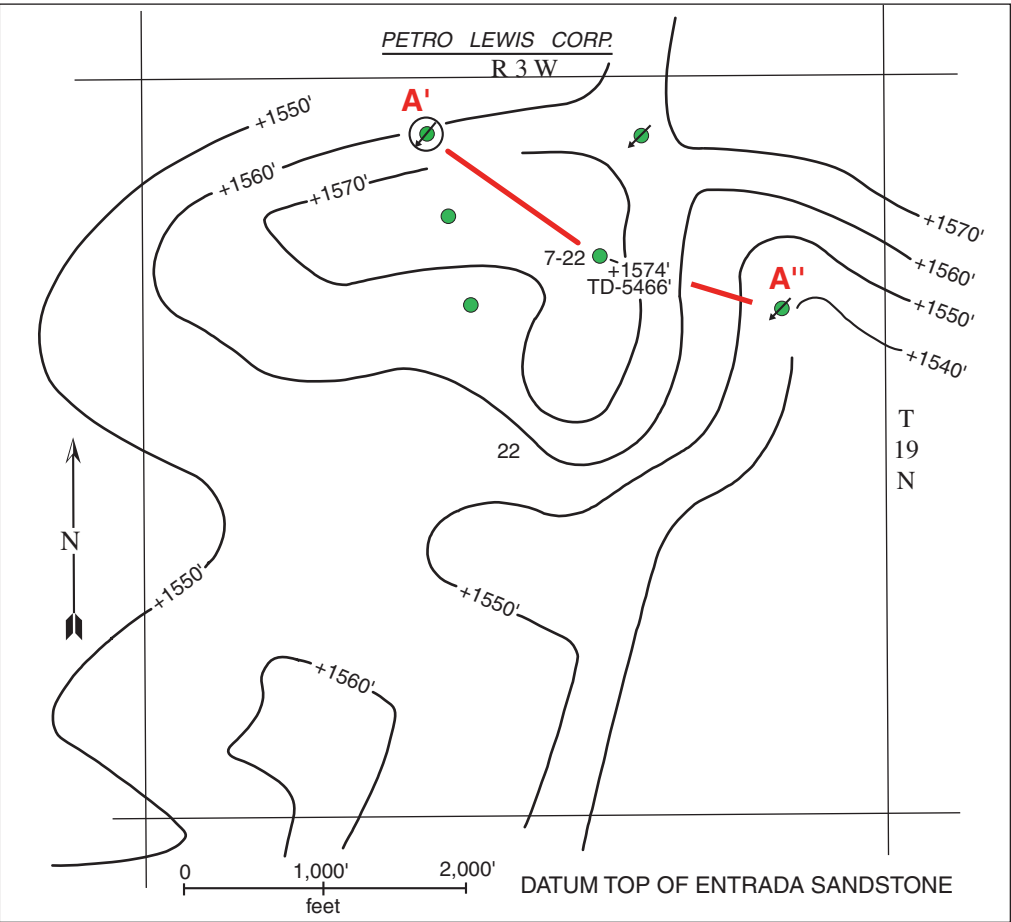 PETRO LEWIS CORP.
R 3 W
A'
+1550'
+1560'
+1570'
7-22
+1574'
TD-5466'
A''
+1570'
+1560'
+1550'
+1540'
T
19
N
22
N
+1550'
+1550'
+1560'
0 1,000' 2,000'
feet
DATUM TOP OF ENTRADA SANDSTONE